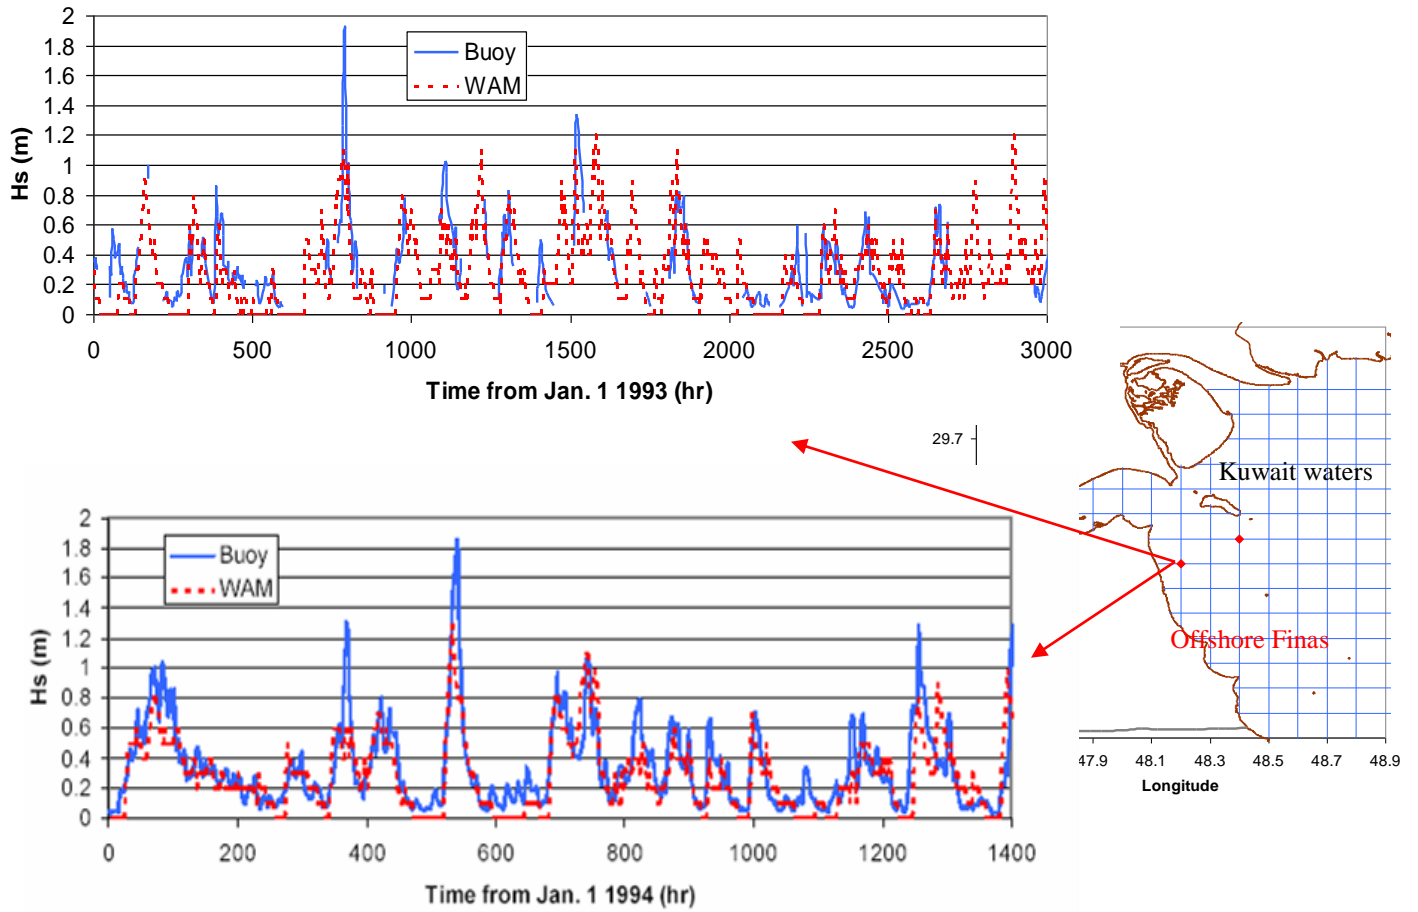 2
1.8
1.6
1.4
1.2
1
0.8
0.6
0.4
0.2
0
Hs (m)
Buoy
WAM
0 500 1000 1500 2000 2500 3000
Time from Jan. 1 1993 (hr)
29.7
Kuwait waters
Offshore Finas
47.9 48.1 48.3 48.5 48.7 48.9
Longitude
2
1.8
1.6
1.4
1.2
1
0.8
0.6
0.4
0.2
0
Hs (m)
Buoy
WAM
0 200 400 600 800 1000 1200 1400
Time from Jan. 1 1994 (hr)